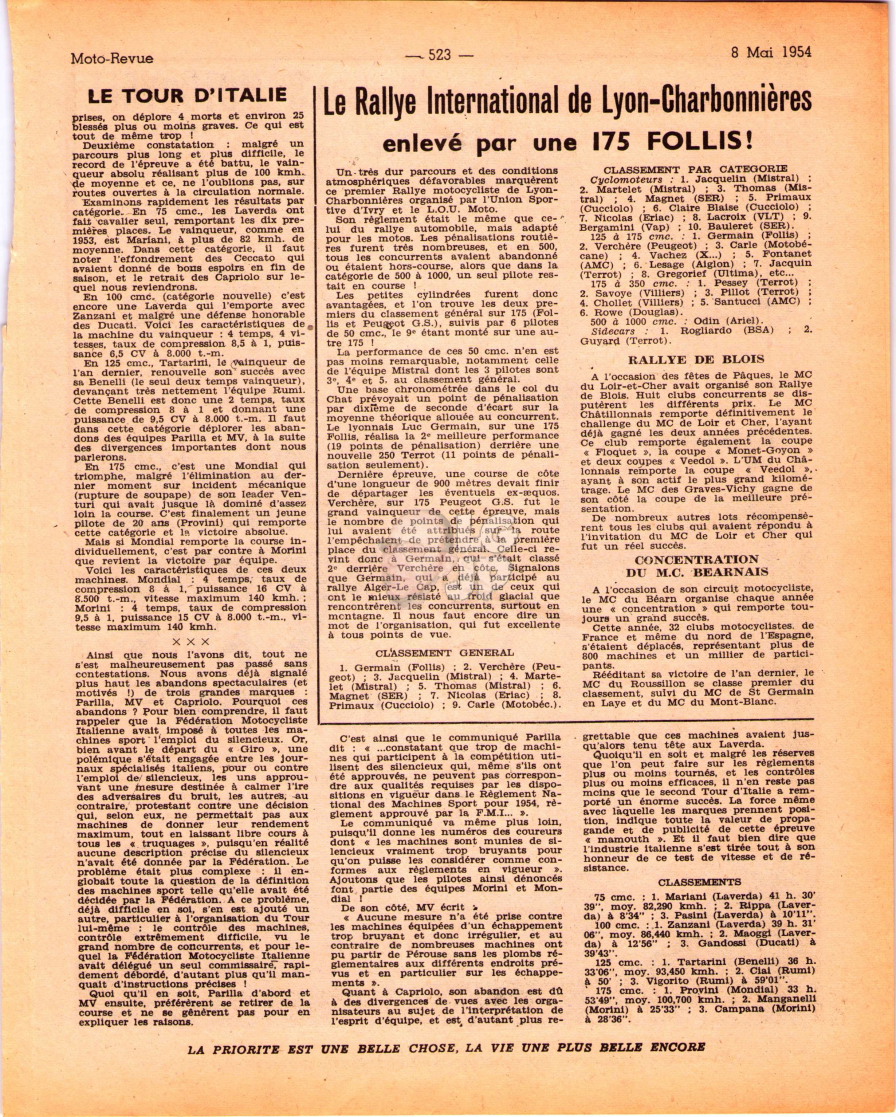 Moto-Revue
— 523 —
8 Mai 1954
LE TOUR D'ITALIE
prises, on déplore 4 morts et environ 25
blessés plus ou moins graves. Ce qui est
tout de même trop !
Deuxième constatation : malgré un
parcours plus long et plus difficile, le
record de l'épreuve a été battu, le vain-
queur absolu réalisant plus de 100 kmh.
de moyenne et ce, ne l'oublions pas, sur
routes ouvertes à la circulation normale.
Examinons rapidement les résultats par
catégorie. En 75 cmc., les Laverda ont
fait cavalier seul, remportant les dix pre-
mières places. Le vainqueur, comme en
1953, est Mariani, à plus de 82 kmh. de
moyenne. Dans cette catégorie, il faut
noter l'effondrement des Ceccato qui
avaient donné de bons espoirs en fin de
saison, et le retrait des Capriolo sur le-
quel nous reviendrons.
En 100 cmc. (catégorie nouvelle) c'est
encore une Laverda qui l'emporte avec
Zanzani et malgré une défense honorable
des Ducati. Voici les caractéristiques de
la machine du vainqueur : 4 temps, 4 vi-
tesses, taux de compression 8,5 à 1, puis-
sance 6,5 CV à 8.000 t.-m.
En 125 cmc., Tartarini, le vainqueur de
l'an dernier, renouvelle son succès avec
sa Benelli (le seul deux temps vainqueur),
devançant très nettement l'équipe Rumi.
Cette Benelli est donc une 2 temps, taux
de compression 8 à 1 et donnant une
puissance de 9,5 CV à 8.000 t.-m. Il faut
dans cette catégorie déplorer les aban-
dons des équipes Parilla et MV, à la suite
des divergences importantes dont nous
parlerons.
En 175 cmc., c'est une Mondial qui
triomphe, malgré l'élimination au der-
nier moment sur incident mécanique
(rupture de soupape) de son leader Ven-
turi qui avait jusque là dominé d'assez
loin la course. C'est finalement un jeune
pilote de 20 ans (Provini) qui remporte
cette catégorie et la victoire absolue.
Mais si Mondial remporte la course in-
dividuellement, c'est par contre à Morini
que revient la victoire par équipe.
Voici les caractéristiques de ces deux
machines. Mondial : 4 temps, taux de
compression 8 à 1, puissance 16 CV à
8.500 t.-m., vitesse maximum 140 kmh. ;
Morini : 4 temps, taux de compression
9,5 à 1, puissance 15 CV à 8.000 t.-m., vi-
tesse maximum 140 kmh.
× × ×
Ainsi que nous l'avons dit, tout ne
s'est malheureusement pas passé sans
contestations. Nous avons déjà signalé
plus haut les abandons spectaculaires (et
motivés !) de trois grandes marques :
Parilla, MV et Capriolo. Pourquoi ces
abandons ? Pour bien comprendre, il faut
rappeler que la Fédération Motocycliste
Italienne avait imposé à toutes les ma-
chines sport l'emploi du silencieux. Or,
bien avant le départ du « Giro », une
polémique s'était engagée entre les jour-
naux spécialisés italiens, pour ou contre
l'emploi de silencieux, les uns approu-
vant une mesure destinée à calmer l'ire
des adversaires du bruit, les autres, au
contraire, protestant contre une décision
qui, selon eux, ne permettait pas aux
machines de donner leur rendement
maximum, tout en laissant libre cours à
tous les « truquages », puisqu'en réalité
aucune description précise du silencieux
n'avait été donnée par la Fédération. Le
problème était plus complexe : il en-
globait toute la question de la définition
des machines sport telle qu'elle avait été
décidée par la Fédération. A ce problème,
déjà difficile en soi, s'en est ajouté un
autre, particulier à l'organisation du Tour
lui-même : le contrôle des machines,
contrôle extrêmement difficile, vu le
grand nombre de concurrents, et pour le-
quel la Fédération Motocycliste Italienne
avait délégué un seul commissaire, rapi-
dement débordé, d'autant plus qu'il man-
quait d'instructions précises !
Quoi qu'il en soit, Parilla d'abord et
MV ensuite, préférèrent se retirer de la
course et ne se gênèrent pas pour en
expliquer les raisons.
Le Rallye International de Lyon-Charbonnières
enlevé par une 175 FOLLIS!
Un très dur parcours et des conditions
atmosphériques défavorables marquèrent
ce premier Rallye motocycliste de Lyon-
Charbonnières organisé par l'Union Spor-
tive d'Ivry et le L.O.U. Moto.
Son règlement était le même que ce-
lui du rallye automobile, mais adapté
pour les motos. Les pénalisations routiè-
res furent très nombreuses, et en 500,
tous les concurrents avaient abandonné
ou étaient hors-course, alors que dans la
catégorie de 500 à 1000, un seul pilote res-
tait en course !
Les petites cylindrées furent donc
avantagées, et l'on trouve les deux pre-
miers du classement général sur 175 (Fol-
lis et Peugeot G.S.), suivis par 6 pilotes
de 50 cmc., le 9e étant monté sur une au-
tre 175 !
La performance de ces 50 cmc. n'en est
pas moins remarquable, notamment celle
de l'équipe Mistral dont les 3 pilotes sont
3e, 4e et 5. au classement général.
Une base chronométrée dans le col du
Chat prévoyait un point de pénalisation
par dixième de seconde d'écart sur la
moyenne théorique allouée au concurrent.
Le lyonnais Luc Germain, sur une 175
Follis, réalisa la 2e meilleure performance
(19 points de pénalisation) derrière une
nouvelle 250 Terrot (11 points de pénali-
sation seulement).
Dernière épreuve, une course de côte
d'une longueur de 900 mètres devait finir
de départager les éventuels ex-æquos.
Verchère, sur 175 Peugeot G.S. fut le
grand vainqueur de cette épreuve, mais
le nombre de points de pénalisation qui
lui avaient été attribués sur la route
l'empêchèrent de prétendre à la première
place du classement général. Celle-ci re-
vint donc à Germain, qui s'était classé
2e derrière Verchère en côte. Signalons
que Germain, qui a déjà participé au
rallye Alger-Le Cap, est un de ceux qui
ont le mieux résisté au froid glacial que
rencontrèrent les concurrents, surtout en
montagne. Il nous faut encore dire un
mot de l'organisation, qui fut excellente
à tous points de vue.
CLASSEMENT GENERAL
1. Germain (Follis) ; 2. Verchère (Peu-
geot) ; 3. Jacquelin (Mistral) ; 4. Marte-
let (Mistral) ; 5. Thomas (Mistral) ; 6.
Magnet (SER) ; 7. Nicolas (Eriac) ; 8.
Primaux (Cucciolo) ; 9. Carle (Motobéc.).
CLASSEMENT PAR CATEGORIE
Cyclomoteurs : 1. Jacquelin (Mistral) ;
2. Martelet (Mistral) ; 3. Thomas (Mis-
tral) ; 4. Magnet (SER) ; 5. Primaux
(Cucciolo) ; 6. Claire Blaise (Cucciolo) ;
7. Nicolas (Eriac) ; 8. Lacroix (VLT) ; 9.
Bergamini (Vap) ; 10. Bauleret (SER).
125 à 175 cmc. : 1. Germain (Follis) ;
2. Verchère (Peugeot) ; 3. Carle (Motobé-
cane) ; 4. Vachez (X...) ; 5. Fontanet
(AMC) ; 6. Lesage (Aiglon) ; 7. Jacquin
(Terrot) ; 8. Gregorief (Ultima), etc...
175 à 350 cmc. : 1. Pessey (Terrot) ;
2. Savoye (Villiers) ; 3. Pillot (Terrot) ;
4. Chollet (Villiers) ; 5. Santucci (AMC) ;
6. Rowe (Douglas).
500 à 1000 cmc. : Odin (Ariel).
Sidecars : 1. Rogliardo (BSA) ; 2.
Guyard (Terrot).
RALLYE DE BLOIS
A l'occasion des fêtes de Pâques, le MC
du Loir-et-Cher avait organisé son Rallye
de Blois. Huit clubs concurrents se dis-
putèrent les différents prix. Le MC
Châtillonnais remporte définitivement le
challenge du MC de Loir et Cher, l'ayant
déjà gagné les deux années précédentes.
Ce club remporte également la coupe
« Floquet », la coupe « Monet-Goyon »
et deux coupes « Veedol ». L'UM du Châ-
lonnais remporte la coupe « Veedol »,
ayant à son actif le plus grand kilomé-
trage. Le MC des Graves-Vichy gagne de
son côté la coupe de la meilleure pré-
sentation.
De nombreux autres lots récompensè-
rent tous les clubs qui avaient répondu à
l'invitation du MC de Loir et Cher qui
fut un réel succès.
CONCENTRATION
DU M.C. BEARNAIS
A l'occasion de son circuit motocycliste,
le MC du Béarn organise chaque année
une « concentration » qui remporte tou-
jours un grand succès.
Cette année, 32 clubs motocyclistes. de
France et même du nord de l'Espagne,
s'étaient déplacés, représentant plus de
800 machines et un millier de partici-
pants.
Rééditant sa victoire de l'an dernier, le
MC du Roussillon se classe premier du
classement, suivi du MC de St Germain
en Laye et du MC du Mont-Blanc.
C'est ainsi que le communiqué Parilla
dit : « ...constatant que trop de machi-
nes qui participent à la compétition uti-
lisent des silencieux qui, même s'ils ont
été approuvés, ne peuvent pas correspon-
dre aux qualités requises par les dispo-
sitions en vigueur dans le Règlement Na-
tional des Machines Sport pour 1954, rè-
glement approuvé par la F.M.I... ».
Le communiqué va même plus loin,
puisqu'il donne les numéros des coureurs
dont « les machines sont munies de si-
lencieux vraiment trop bruyants pour
qu'on puisse les considérer comme con-
formes aux règlements en vigueur ».
Ajoutons que les pilotes ainsi dénoncés
font partie des équipes Morini et Mon-
dial !
De son côté, MV écrit :
« Aucune mesure n'a été prise contre
les machines équipées d'un échappement
trop bruyant et donc irrégulier, et au
contraire de nombreuses machines ont
pu partir de Pérouse sans les plombs ré-
glementaires aux différents endroits pré-
vus et en particulier sur les échappe-
ments ».
Quant à Capriolo, son abandon est dû
à des divergences de vues avec les orga-
nisateurs au sujet de l'interprétation de
l'esprit d'équipe, et est d'autant plus re-
grettable que ces machines avaient jus-
qu'alors tenu tête aux Laverda.
Quoiqu'il en soit et malgré les réserves
que l'on peut faire sur les règlements
plus ou moins tournés, et les contrôles
plus ou moins efficaces, il n'en reste pas
moins que le second Tour d'Italie a rem-
porté un énorme succès. La force même
avec laquelle les marques prennent posi-
tion, indique toute la valeur de propa-
gande et de publicité de cette épreuve
« mamouth ». Et il faut bien dire que
l'industrie italienne s'est tirée tout à son
honneur de ce test de vitesse et de ré-
sistance.
CLASSEMENTS
75 cmc. : 1. Mariani (Laverda) 41 h. 30'
39", moy. 82,290 kmh. ; 2. Rippa (Laver-
da) à 8'34" ; 3. Pasini (Laverda à 10'11".
100 cmc. : 1. Zanzani (Laverda) 39 h. 31'
06", moy. 86,440 kmh. ; 2. Maoggi (Laver-
da) à 12'56" ; 3. Gandossi (Ducati) à
39'43".
125 cmc. : 1. Tartarini (Benelli) 36 h.
33'06", moy. 93,450 kmh. ; 2. Ciai (Rumi)
à 50' ; 3. Vigorito (Rumi) à 59'01".
175 cmc. : 1. Provini (Mondial) 33 h.
53'49", moy. 100,700 kmh. ; 2. Manganelli
(Morini) à 25'33" ; 3. Campana (Morini)
à 28'36".
LA PRIORITE EST UNE BELLE CHOSE, LA VIE UNE PLUS BELLE ENCORE